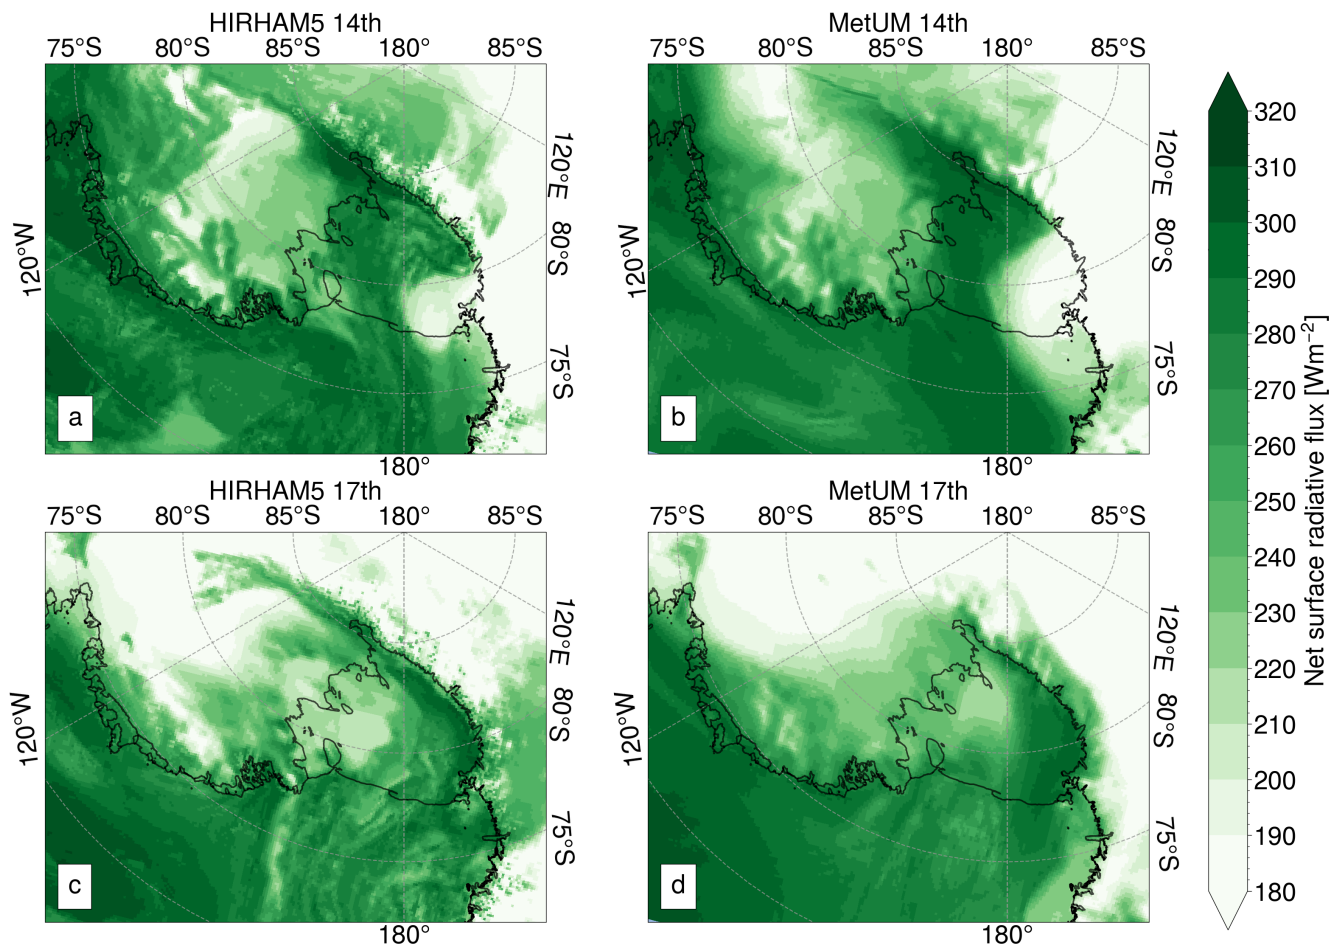 HIRHAM5 14th
MetUM 14th
75°S 80°S 85°S 180° 85°S
75°S 80°S 85°S 180° 85°S
120°E
80°S
75°S
120°W
180°
a
120°E
80°S
75°S
120°W
180°
b
HIRHAM5 17th
MetUM 17th
75°S 80°S 85°S 180° 85°S
75°S 80°S 85°S 180° 85°S
120°E
80°S
75°S
120°W
180°
c
120°E
80°S
75°S
120°W
180°
d
320
310
300
290
280
270
260
250
240
230
220
210
200
190
180
Net surface radiative flux [Wm⁻²]